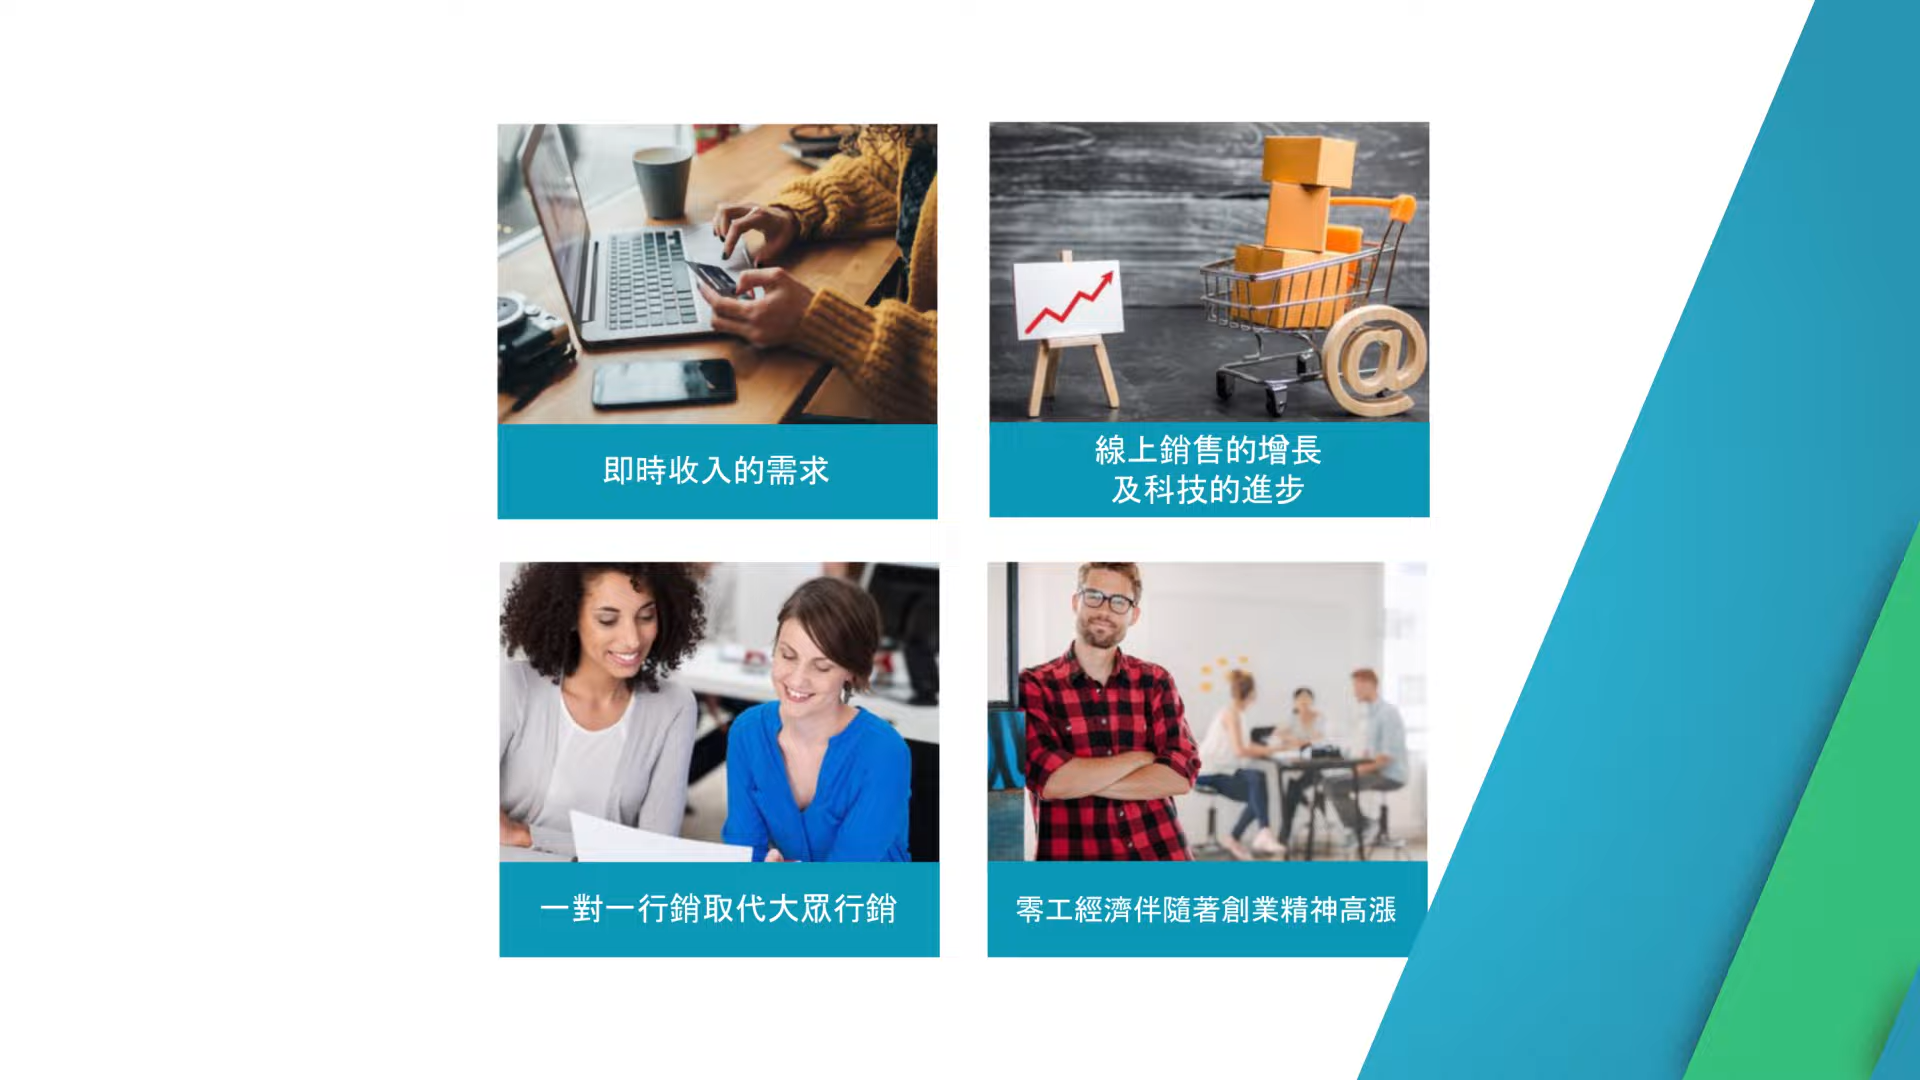 即時收入的需求
線上銷售的增長
及科技的進步
@
一對一行銷取代大眾行銷
零工經濟伴隨著創業精神高漲